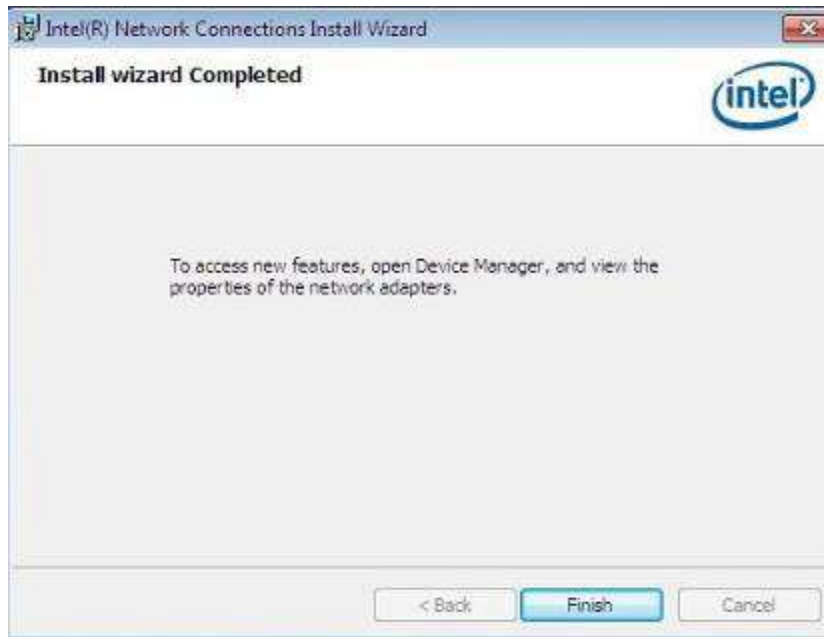 Intel(R) Network Connections Install Wizard
Install wizard Completed
intel
To access new features, open Device Manager, and view the
properties of the network adapters.
< Back
Finish
Cancel